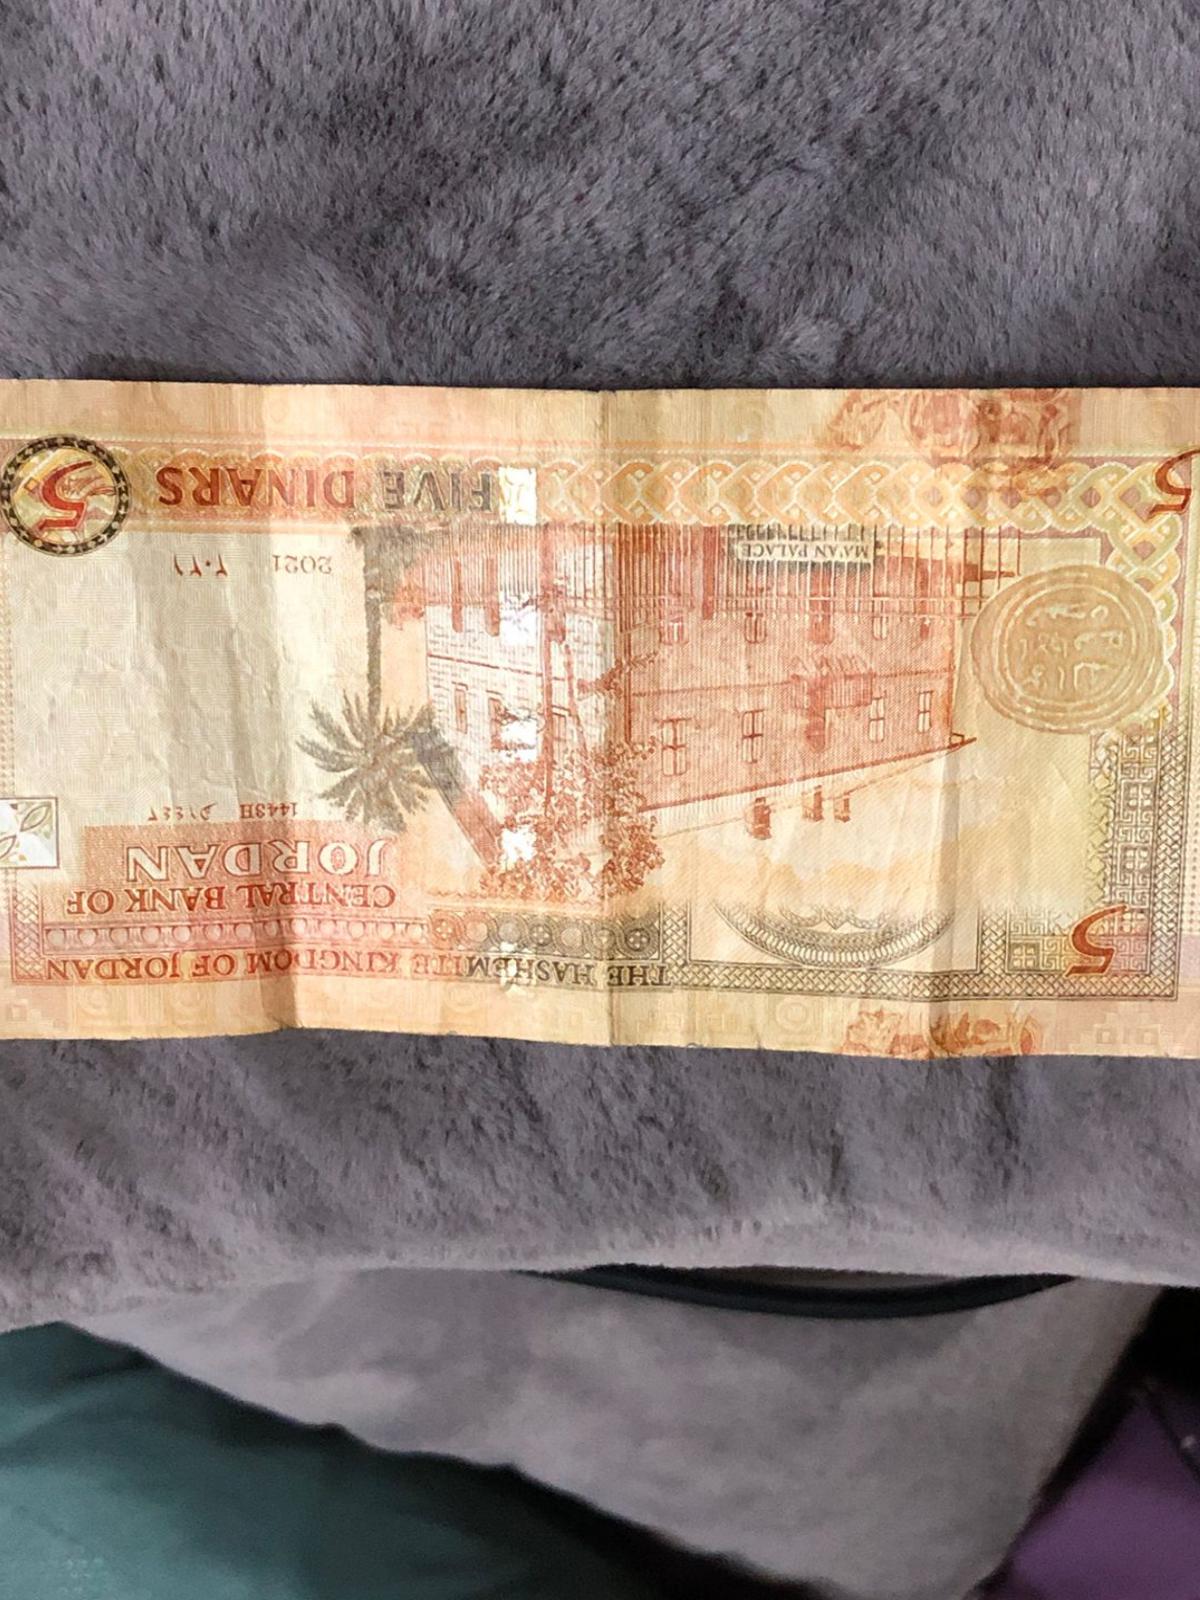 THE HASHEMITE KINGDOM OF JORDAN
5
CENTRAL BANK OF
JORDAN
1443H ١٤٤٣هـ
2021 ٢٠٢١
MA'AN PALACE
5
FIVE DINARS
5